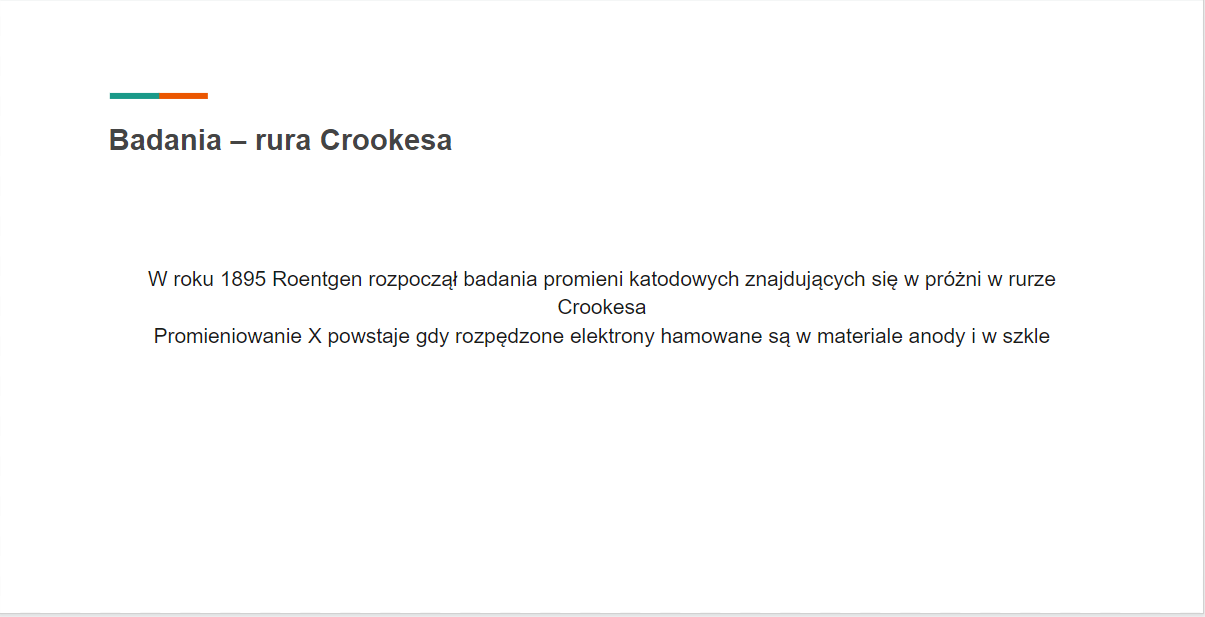 Badania – rura Crookesa
W roku 1895 Roentgen rozpoczął badania promieni katodowych znajdujących się w próżni w rurze
Crookesa
Promieniowanie X powstaje gdy rozpędzone elektrony hamowane są w materiale anody i w szkle